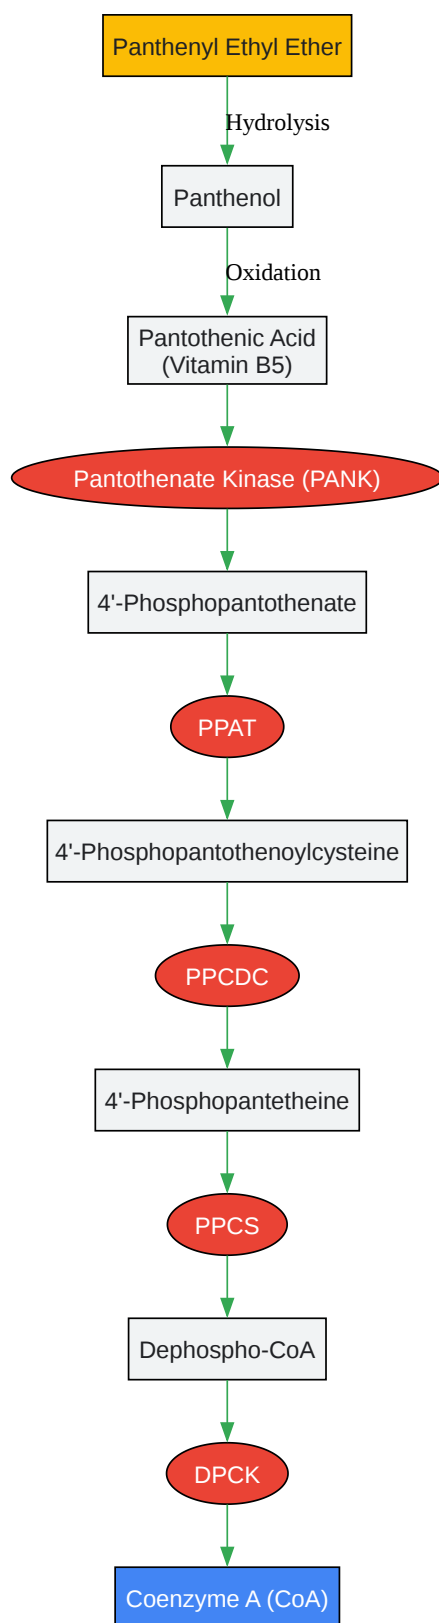 Panthenyl Ethyl Ether
Hydrolysis
Panthenol
Oxidation
Pantothenic Acid
(Vitamin B5)
Pantothenate Kinase (PANK)
4'-Phosphopantothenate
PPAT
4'-Phosphopantothenoylcysteine
PPCDC
4'-Phosphopantetheine
PPCS
Dephospho-CoA
DPCK
Coenzyme A (CoA)